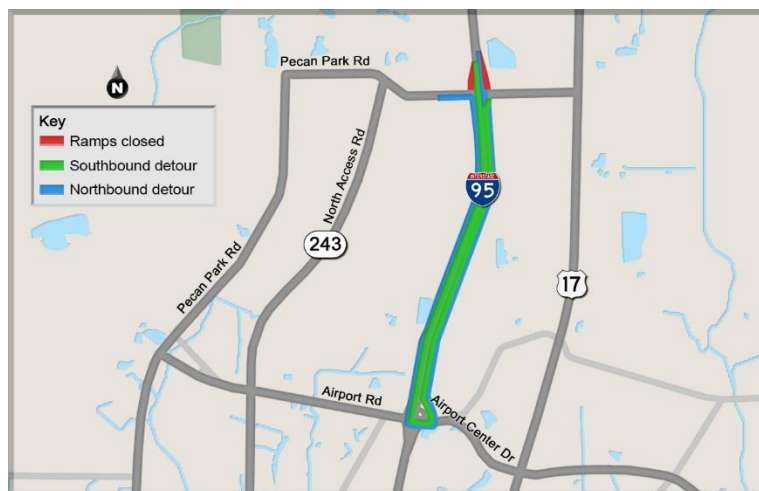 Pecan Park Rd
N
Key
Ramps closed
Southbound detour
Northbound detour
North Access Rd
INTERSTATE
95
243
Pecan Park Rd
17
Airport Rd
Airport Center Dr